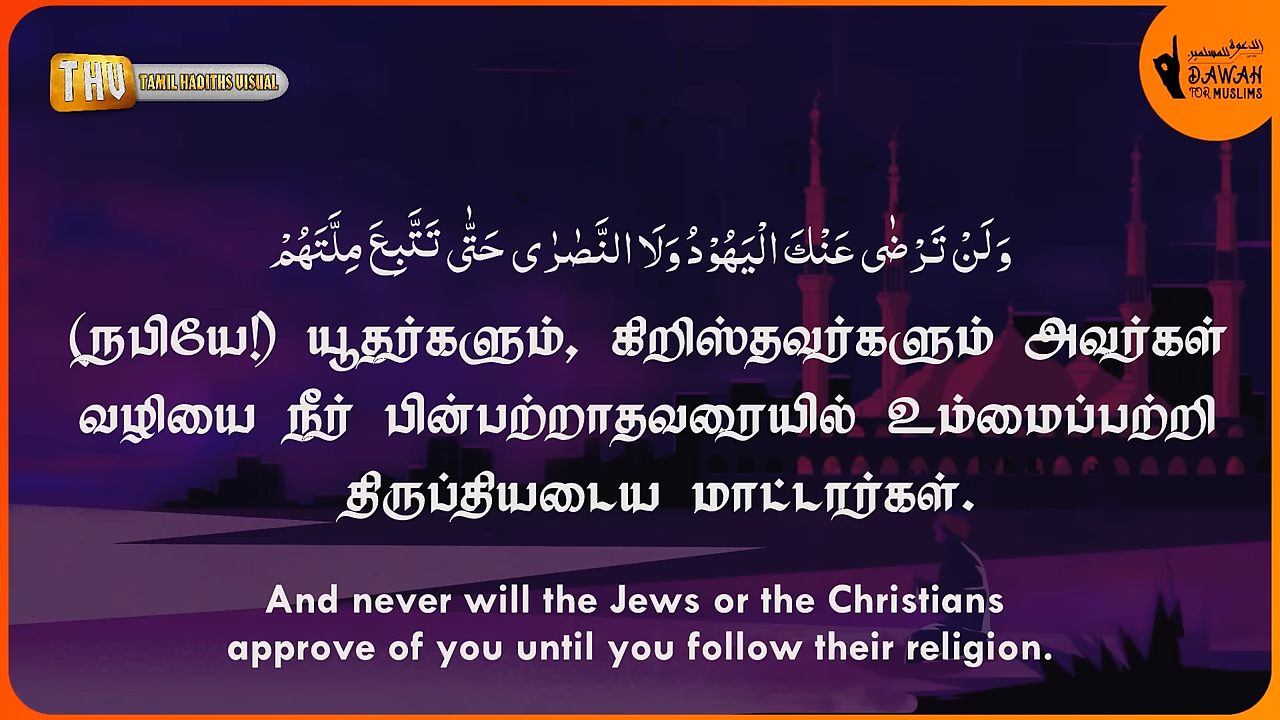 THV TAMIL HADITHS VISUAL
الدعوة للمسلمين
DAWAH
FOR MUSLIMS
وَلَنْ تَرْضٰى عَنْكَ الْيَهُوْدُ وَلَا النَّصٰرٰى حَتّٰى تَتَّبِعَ مِلَّتَهُمْ
(நபியே!) யூதர்களும், கிறிஸ்தவர்களும் அவர்கள்
வழியை நீர் பின்பற்றாதவரையில் உம்மைப்பற்றி
திருப்தியடைய மாட்டார்கள்.
And never will the Jews or the Christians
approve of you until you follow their religion.